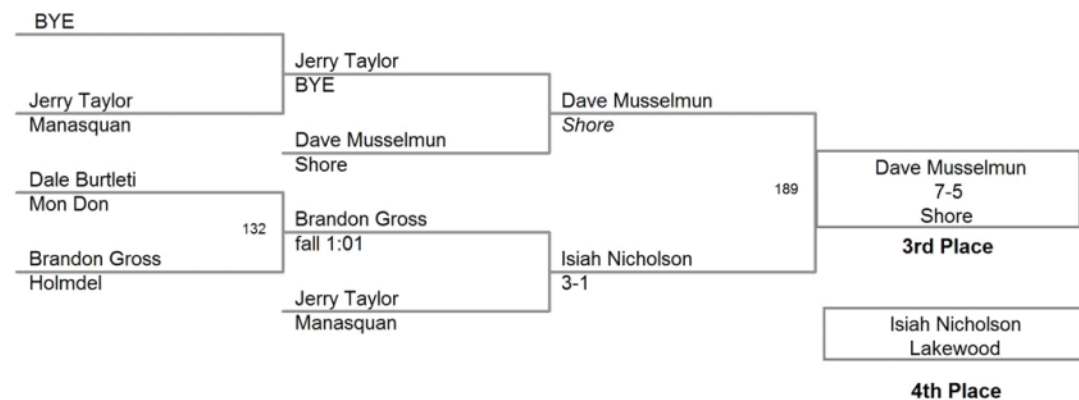 BYE
Jerry Taylor
Manasquan
Dale Burtleti
Mon Don
132
Brandon Gross
Holmdel
Jerry Taylor
BYE
Dave Musselmun
Shore
Brandon Gross
fall 1:01
Jerry Taylor
Manasquan
Dave Musselmun
Shore
189
Isiah Nicholson
3-1
Dave Musselmun
7-5
Shore
3rd Place
Isiah Nicholson
Lakewood
4th Place